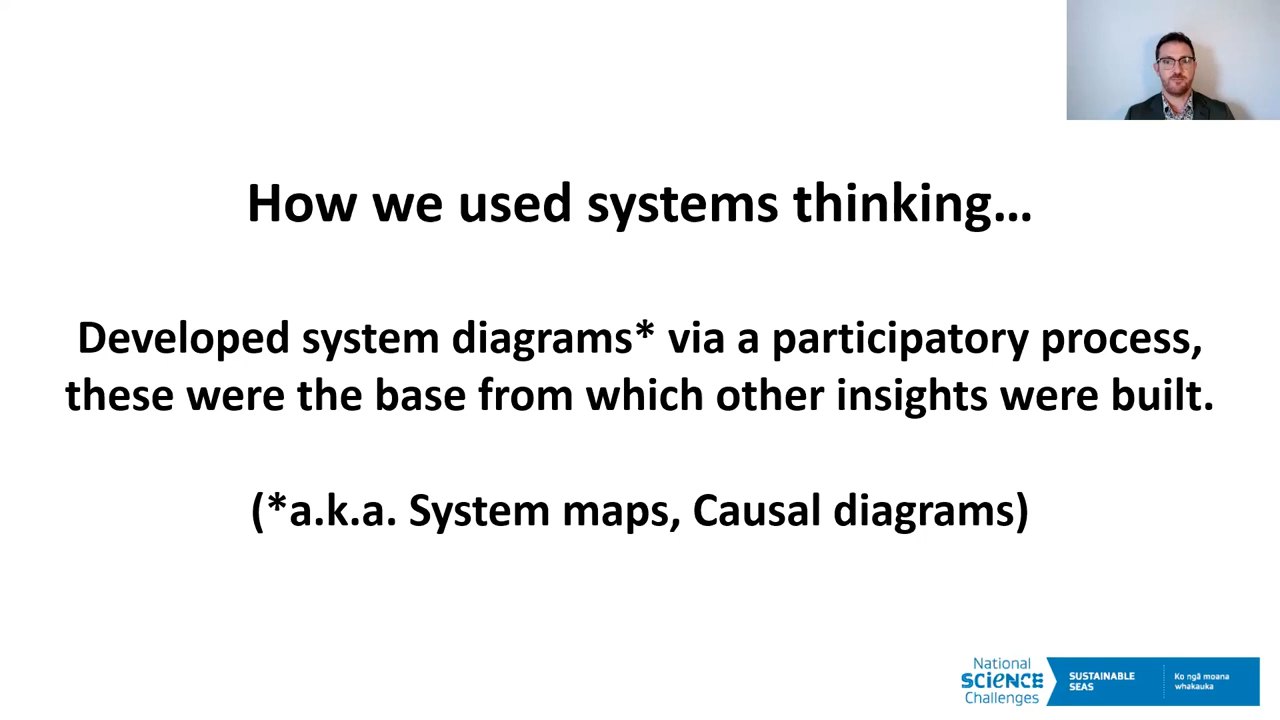 How we used systems thinking...
Developed system diagrams* via a participatory process,
these were the base from which other insights were built.
(*a.k.a. System maps, Causal diagrams)
National
SCIENCE
Challenges
SUSTAINABLE
SEAS
Ko ngā moana
whakauka